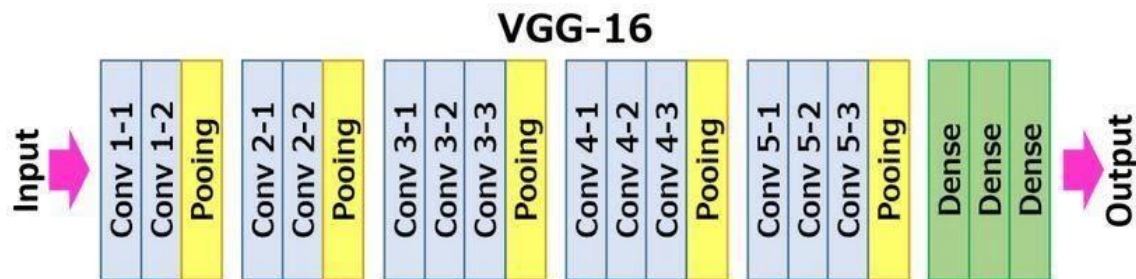 VGG-16
Input
Conv 1-1
Conv 1-2
Pooing
Conv 2-1
Conv 2-2
Pooing
Conv 3-1
Conv 3-2
Conv 3-3
Pooing
Conv 4-1
Conv 4-2
Conv 4-3
Pooing
Conv 5-1
Conv 5-2
Conv 5-3
Pooing
Dense
Dense
Dense
Output